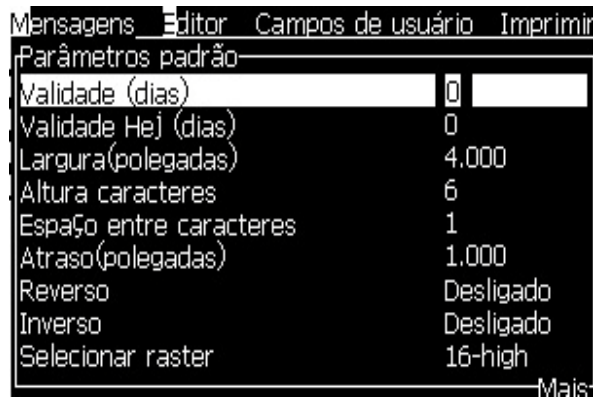 Mensagens Editor Campos de usuário Imprimir
Parâmetros padrão
Validade (dias) 0
Validade Hej (dias) 0
Largura(polegadas) 4.000
Altura caracteres 6
Espaço entre caracteres 1
Atraso(polegadas) 1.000
Reverso Desligado
Inverso Desligado
Selecionar raster 16-high
Mais